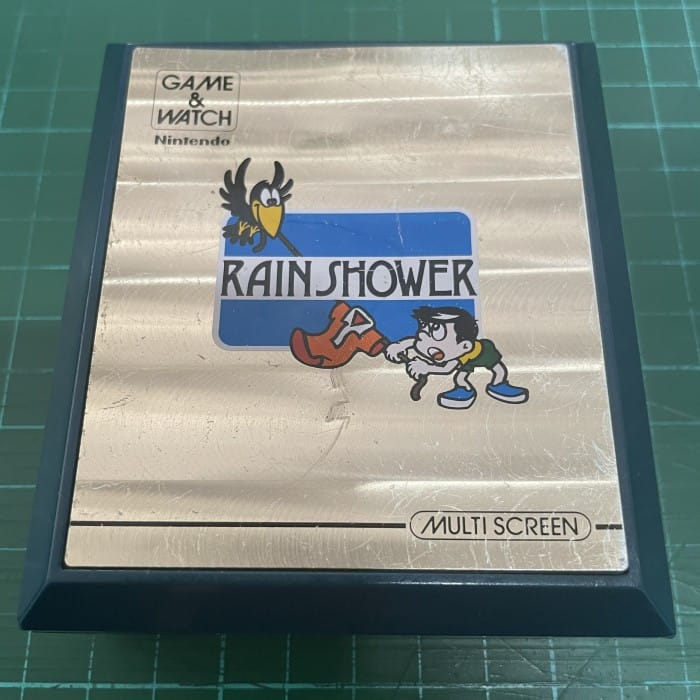 GAME
&
WATCH
Nintendo
RAIN SHOWER
MULTI SCREEN